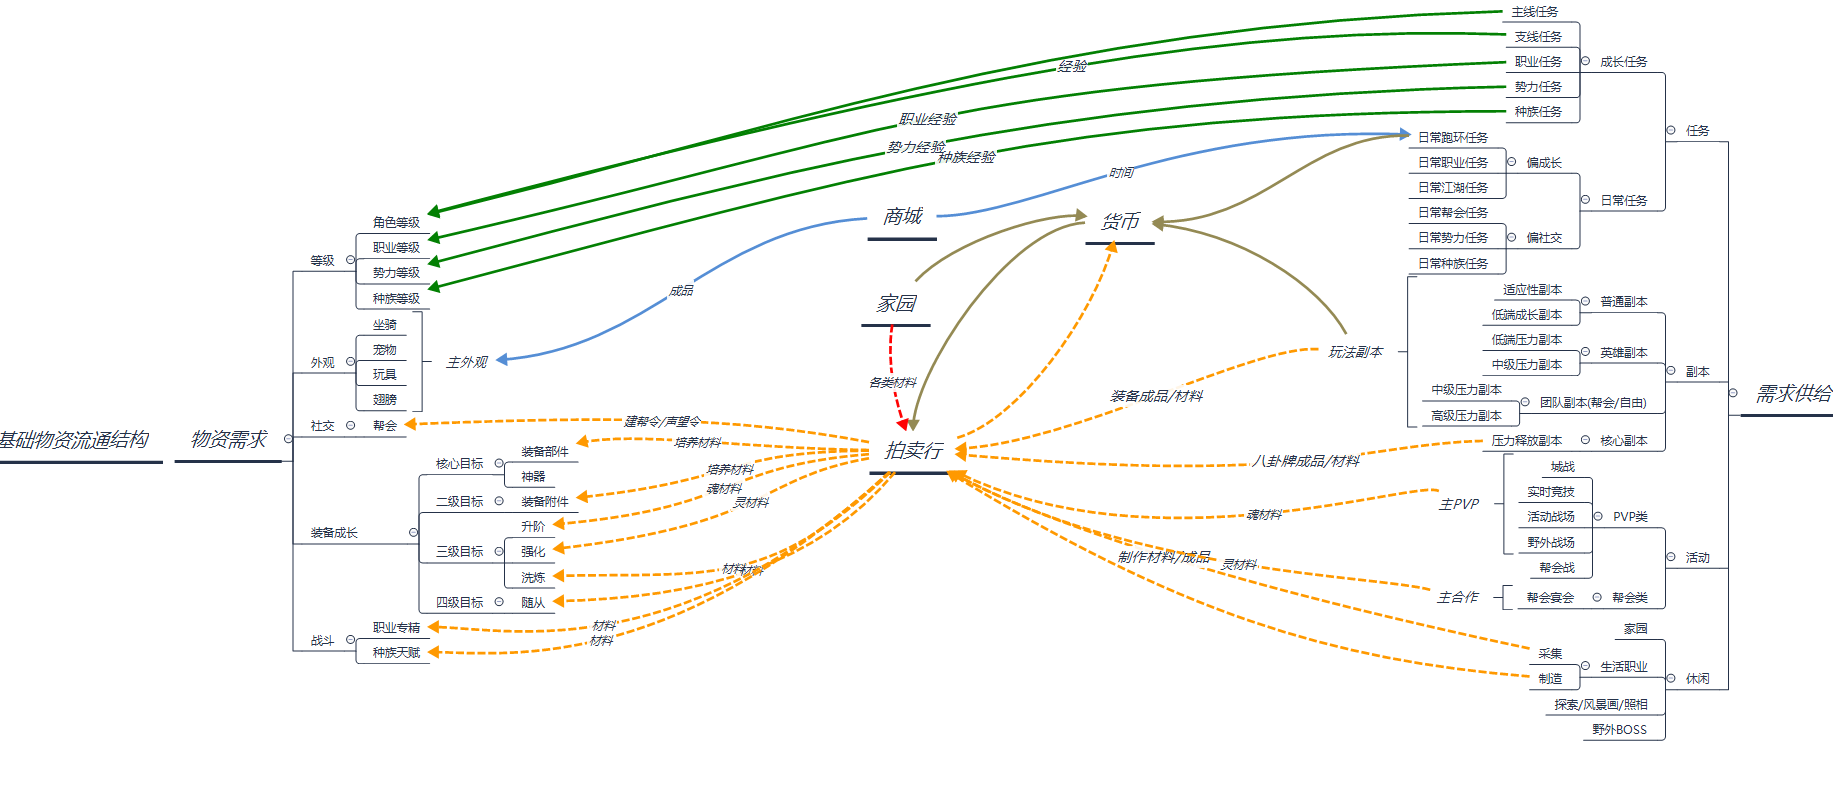 基础物资流通结构
物资需求
等级
角色等级
职业等级
势力等级
种族等级
外观
坐骑
宠物
玩具
翅膀
主外观
社交
帮会
装备成长
核心目标
装备部件
神器
二级目标
装备附件
三级目标
升阶
强化
洗炼
四级目标
随从
战斗
职业专精
种族天赋
商城
货币
家园
拍卖行
经验
职业经验
势力经验
种族经验
时间
成品
各类材料
建帮令/声望令
培养材料
培养材料
魂材料
灵材料
材料
材料
材料
材料
装备成品/材料
八卦牌成品/材料
魂材料
灵材料
制作材料/成品
需求供给
任务
成长任务
主线任务
支线任务
职业任务
势力任务
种族任务
日常任务
偏成长
日常跑环任务
日常职业任务
日常江湖任务
偏社交
日常帮会任务
日常势力任务
日常种族任务
副本
玩法副本
普通副本
适应性副本
低端成长副本
英雄副本
低端压力副本
中级压力副本
团队副本(帮会/自由)
中级压力副本
高级压力副本
核心副本
压力释放副本
活动
PVP类
主PVP
城战
实时竞技
活动战场
野外战场
帮会战
帮会类
帮会宴会
主合作
休闲
家园
生活职业
采集
制造
探索/风景画/照相
野外BOSS